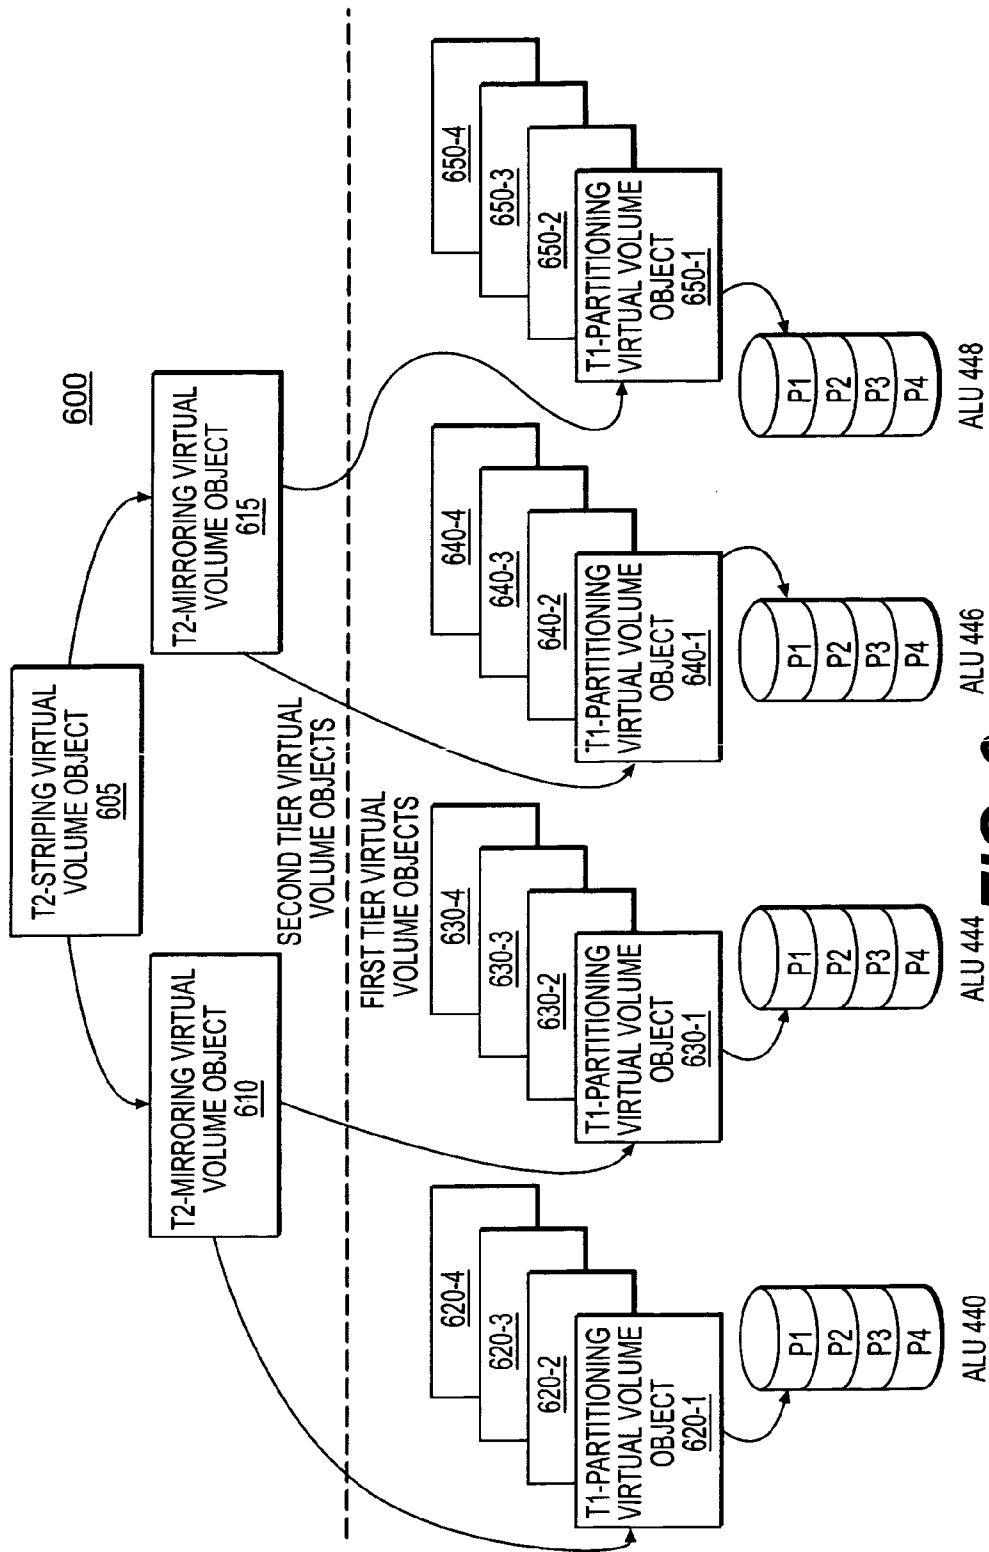 600
T2-STRIPING VIRTUAL
VOLUME OBJECT
605
T2-MIRRORING VIRTUAL
VOLUME OBJECT
610
T2-MIRRORING VIRTUAL
VOLUME OBJECT
615
SECOND TIER VIRTUAL
VOLUME OBJECTS
FIRST TIER VIRTUAL
VOLUME OBJECTS
620-4
620-3
620-2
T1-PARTITIONING
VIRTUAL VOLUME
OBJECT
620-1
630-4
630-3
630-2
T1-PARTITIONING
VIRTUAL VOLUME
OBJECT
630-1
640-4
640-3
640-2
T1-PARTITIONING
VIRTUAL VOLUME
OBJECT
640-1
650-4
650-3
650-2
T1-PARTITIONING
VIRTUAL VOLUME
OBJECT
650-1
P1
P2
P3
P4
ALU 440
P1
P2
P3
P4
ALU 444
P1
P2
P3
P4
ALU 446
P1
P2
P3
P4
ALU 448